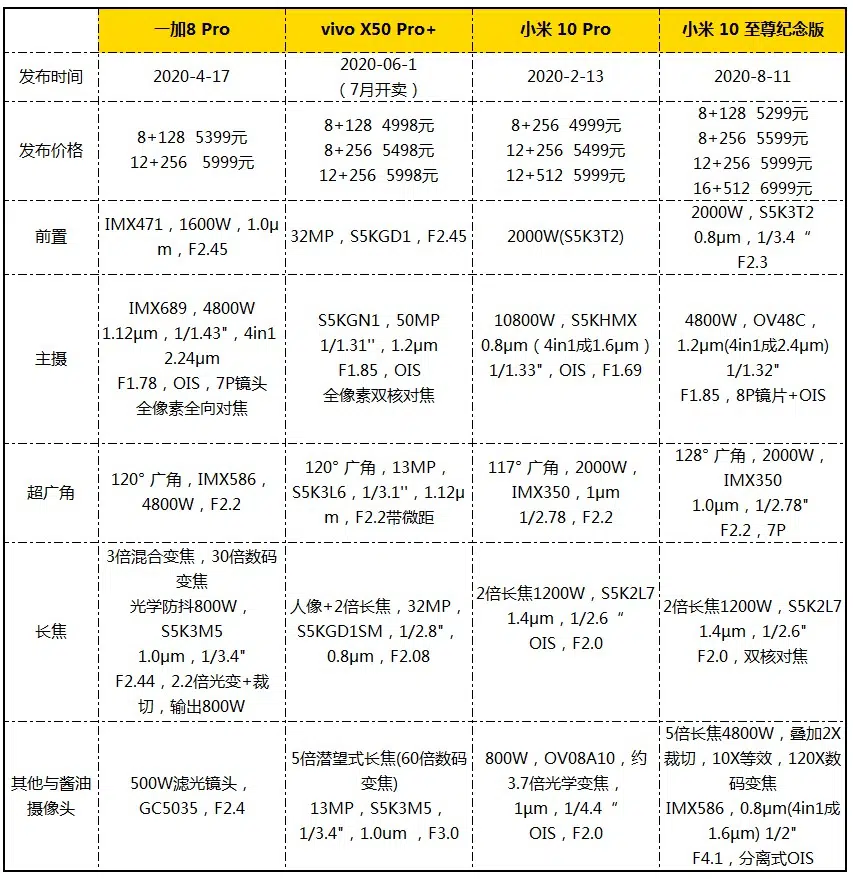 一加8 Pro
vivo X50 Pro+
小米 10 Pro
小米 10 至尊纪念版
发布时间
2020-4-17
2020-06-1
（7月开卖）
2020-2-13
2020-8-11
发布价格
8+128 5399元
12+256 5999元
8+128 4998元
8+256 5498元
12+256 5998元
8+256 4999元
12+256 5499元
12+512 5999元
8+128 5299元
8+256 5599元
12+256 5999元
16+512 6999元
前置
IMX471，1600W，1.0μ
m，F2.45
32MP，S5KGD1，F2.45
2000W(S5K3T2)
2000W，S5K3T2
0.8μm，1/3.4“
F2.3
主摄
IMX689，4800W
1.12μm，1/1.43"，4in1
2.24μm
F1.78，OIS，7P镜头
全像素全向对焦
S5KGN1，50MP
1/1.31''，1.2μm
F1.85，OIS
全像素双核对焦
10800W，S5KHMX
0.8μm（4in1成1.6μm）
1/1.33"，OIS，F1.69
4800W，OV48C，
1.2μm(4in1成2.4μm)
1/1.32"
F1.85，8P镜片+OIS
超广角
120° 广角，IMX586，
4800W，F2.2
120° 广角，13MP，
S5K3L6，1/3.1''，1.12μ
m，F2.2带微距
117° 广角，2000W，
IMX350，1μm
1/2.78，F2.2
128° 广角，2000W，
IMX350
1.0μm，1/2.78"
F2.2，7P
长焦
3倍混合变焦，30倍数码
变焦
光学防抖800W，
S5K3M5
1.0μm，1/3.4"
F2.44，2.2倍光变+裁
切，输出800W
人像+2倍长焦，32MP，
S5KGD1SM，1/2.8"，
0.8μm，F2.08
2倍长焦1200W，S5K2L7
1.4μm，1/2.6“
OIS，F2.0
2倍长焦1200W，S5K2L7
1.4μm，1/2.6"
F2.0，双核对焦
其他与酱油
摄像头
500W滤光镜头，
GC5035，F2.4
5倍潜望式长焦(60倍数码
变焦)
13MP，S5K3M5，
1/3.4"，1.0um ，F3.0
800W，OV08A10，约
3.7倍光学变焦，
1μm，1/4.4“
OIS，F2.0
5倍长焦4800W，叠加2X
裁切，10X等效，120X数
码变焦
IMX586，0.8μm(4in1成
1.6μm) 1/2"
F4.1，分离式OIS